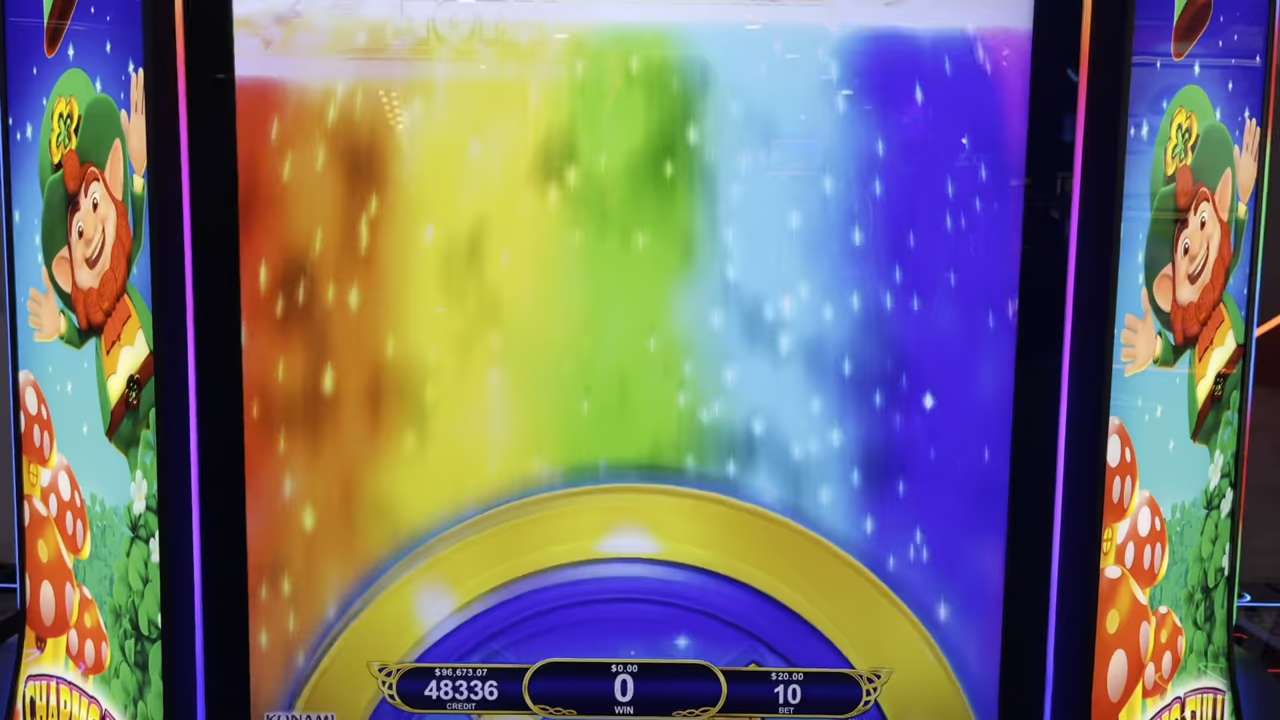 $96,673.07
48336
CREDIT
$0.00
0
WIN
$20.00
10
BET
KONAMI